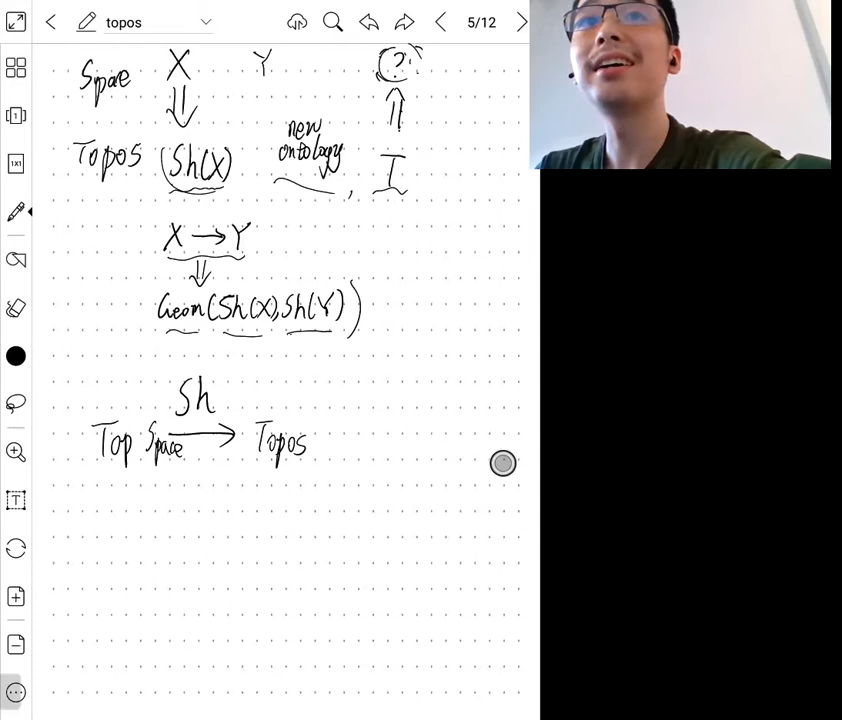 topos
5/12
Space X Y ?
new
ontology
Topos (Sh(X)) , I
X → Y
⇓
Geom(Sh(X), Sh(Y))
Sh
Top Space → Topos